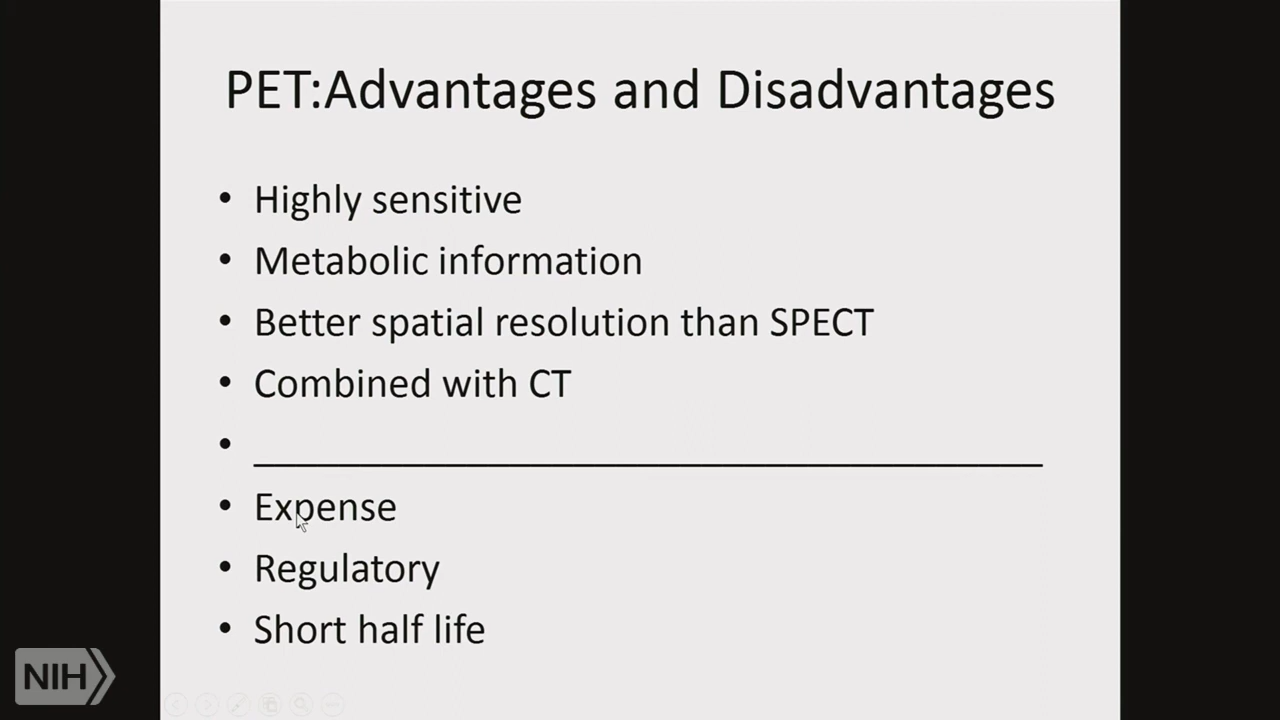 PET:Advantages and Disadvantages
• Highly sensitive
• Metabolic information
• Better spatial resolution than SPECT
• Combined with CT
• _____________________________________
• Expense
• Regulatory
• Short half life
NIH